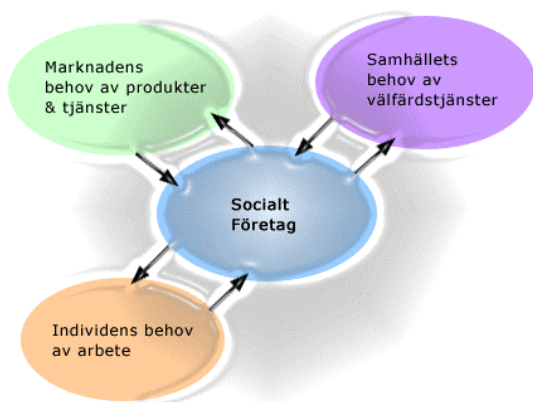 Marknadens
behov av produkter
& tjänster
Samhällets
behov av
välfärdstjänster
Socialt
Företag
Individens behov
av arbete